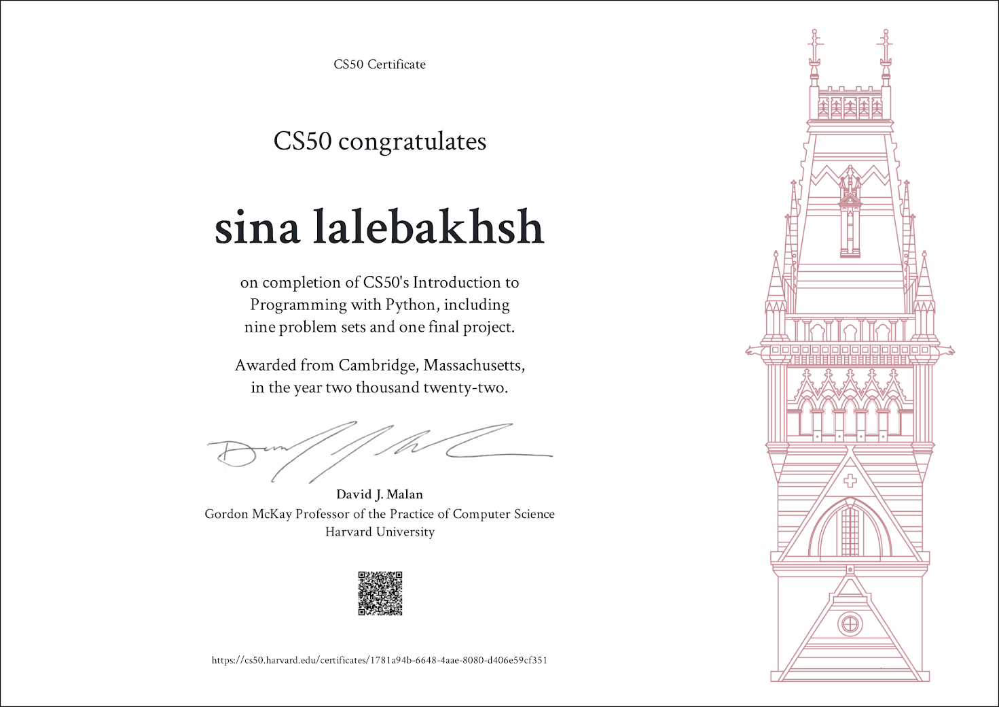 CS50 Certificate
CS50 congratulates
sina lalebakhsh
on completion of CS50's Introduction to
Programming with Python, including
nine problem sets and one final project.
Awarded from Cambridge, Massachusetts,
in the year two thousand twenty-two.
David J. Malan
Gordon McKay Professor of the Practice of Computer Science
Harvard University
https://cs50.harvard.edu/certificates/1781a94b-6648-4aae-8080-d406e59cf351